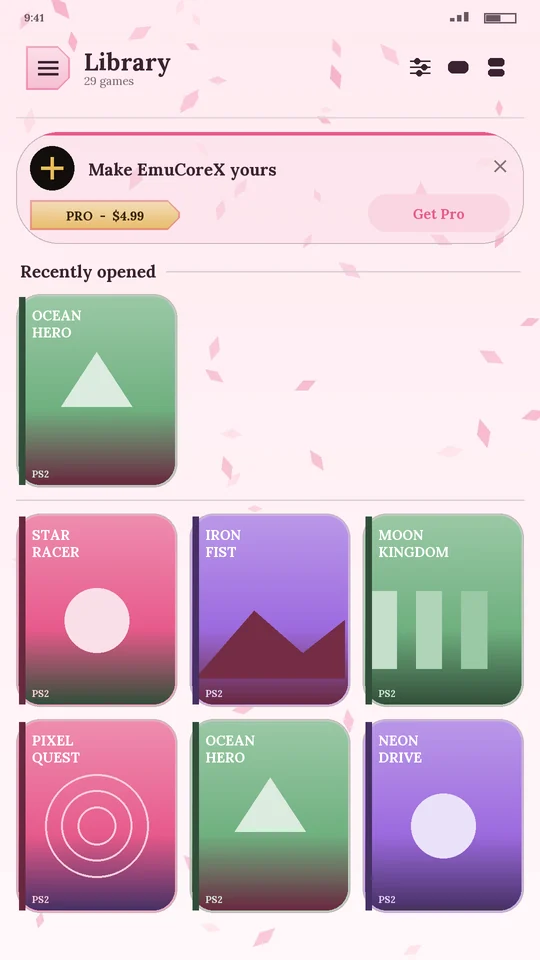 9:41
Library
29 games
Make EmuCoreX yours
PRO - $4.99
Get Pro
Recently opened
OCEAN
HERO
PS2
STAR
RACER
PS2
IRON
FIST
PS2
MOON
KINGDOM
PS2
PIXEL
QUEST
PS2
OCEAN
HERO
PS2
NEON
DRIVE
PS2